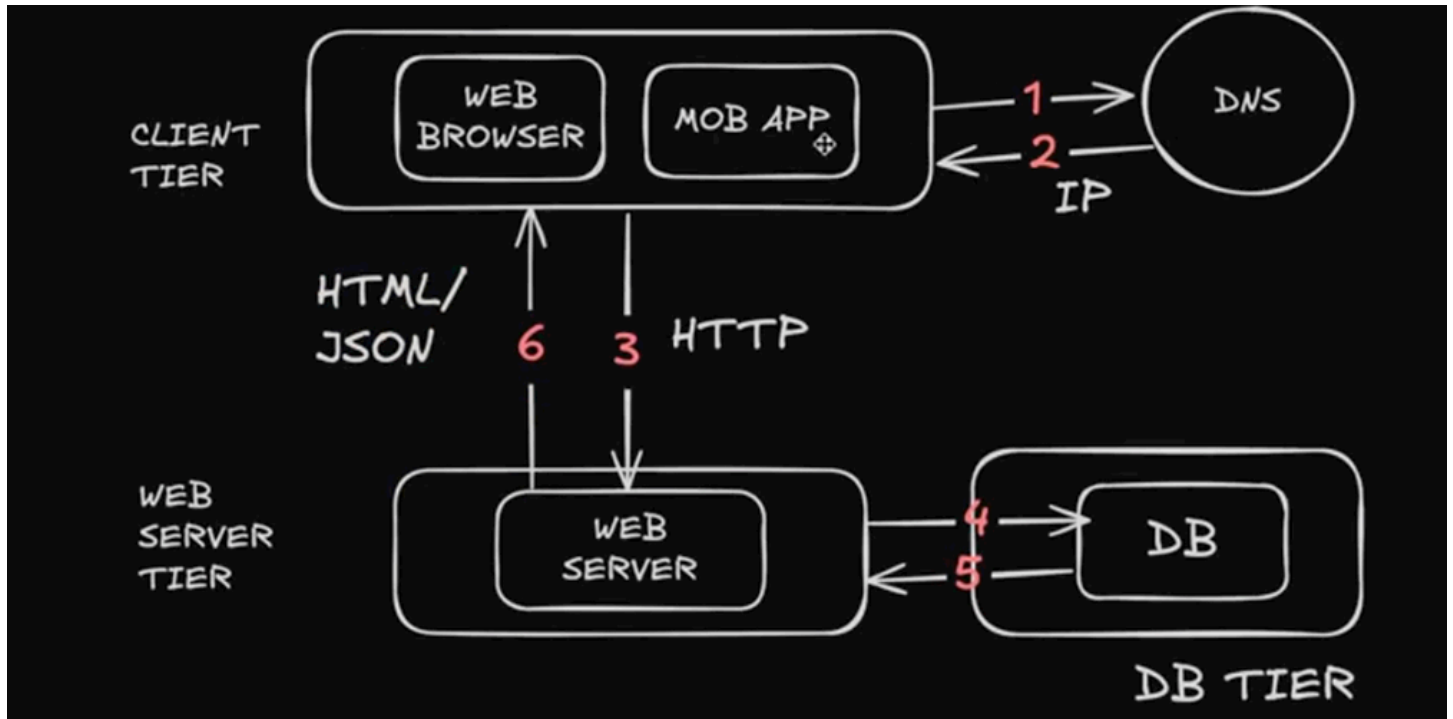 WEB
BROWSER
MOB APP
CLIENT
TIER
1
2
IP
DNS
HTML/
JSON
6
3
HTTP
WEB
SERVER
TIER
WEB
SERVER
4
5
DB
DB TIER